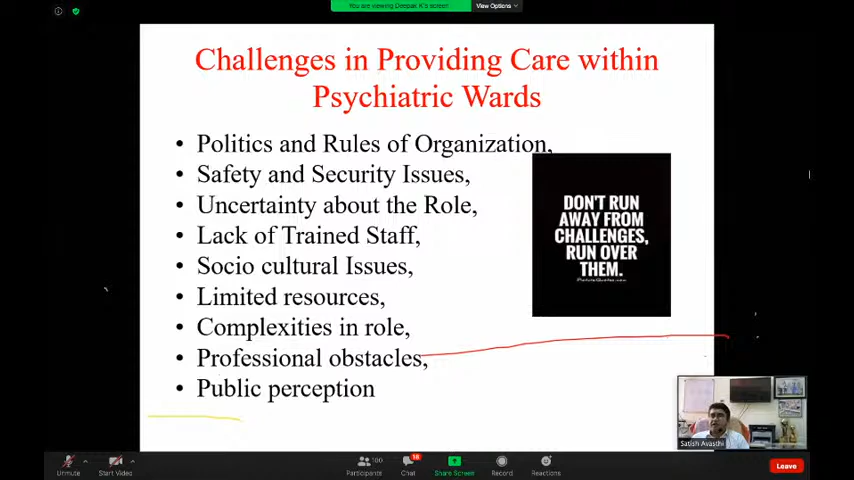 You are viewing Deepak K's screen
View Options
Challenges in Providing Care within
Psychiatric Wards
• Politics and Rules of Organization,
• Safety and Security Issues,
• Uncertainty about the Role,
• Lack of Trained Staff,
• Socio cultural Issues,
• Limited resources,
• Complexities in role,
• Professional obstacles,
• Public perception
DON'T RUN
AWAY FROM
CHALLENGES,
RUN OVER
THEM.
Satish Avasthi
Unmute
Start Video
100
Participants
18
Chat
Share Screen
Record
Reactions
Leave